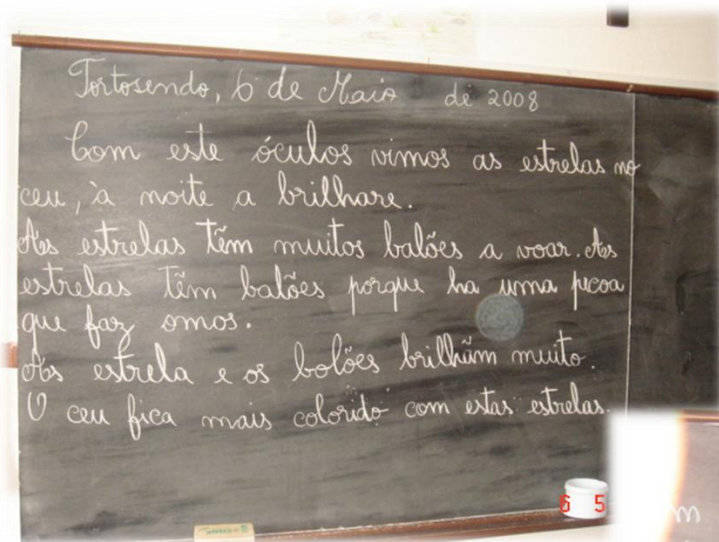 Tortosendo, 6 de Maio de 2008
Com este óculos vimos as estrelas no
ceu, à noite a brilhare.
As estrelas têm muitos balões a voar. As
estrelas têm balões porque ha uma pecoa
que faz omos.
As estrela e os bolões brilhãm muito.
O ceu fica mais colorido com estas estrelas.
6 5
m